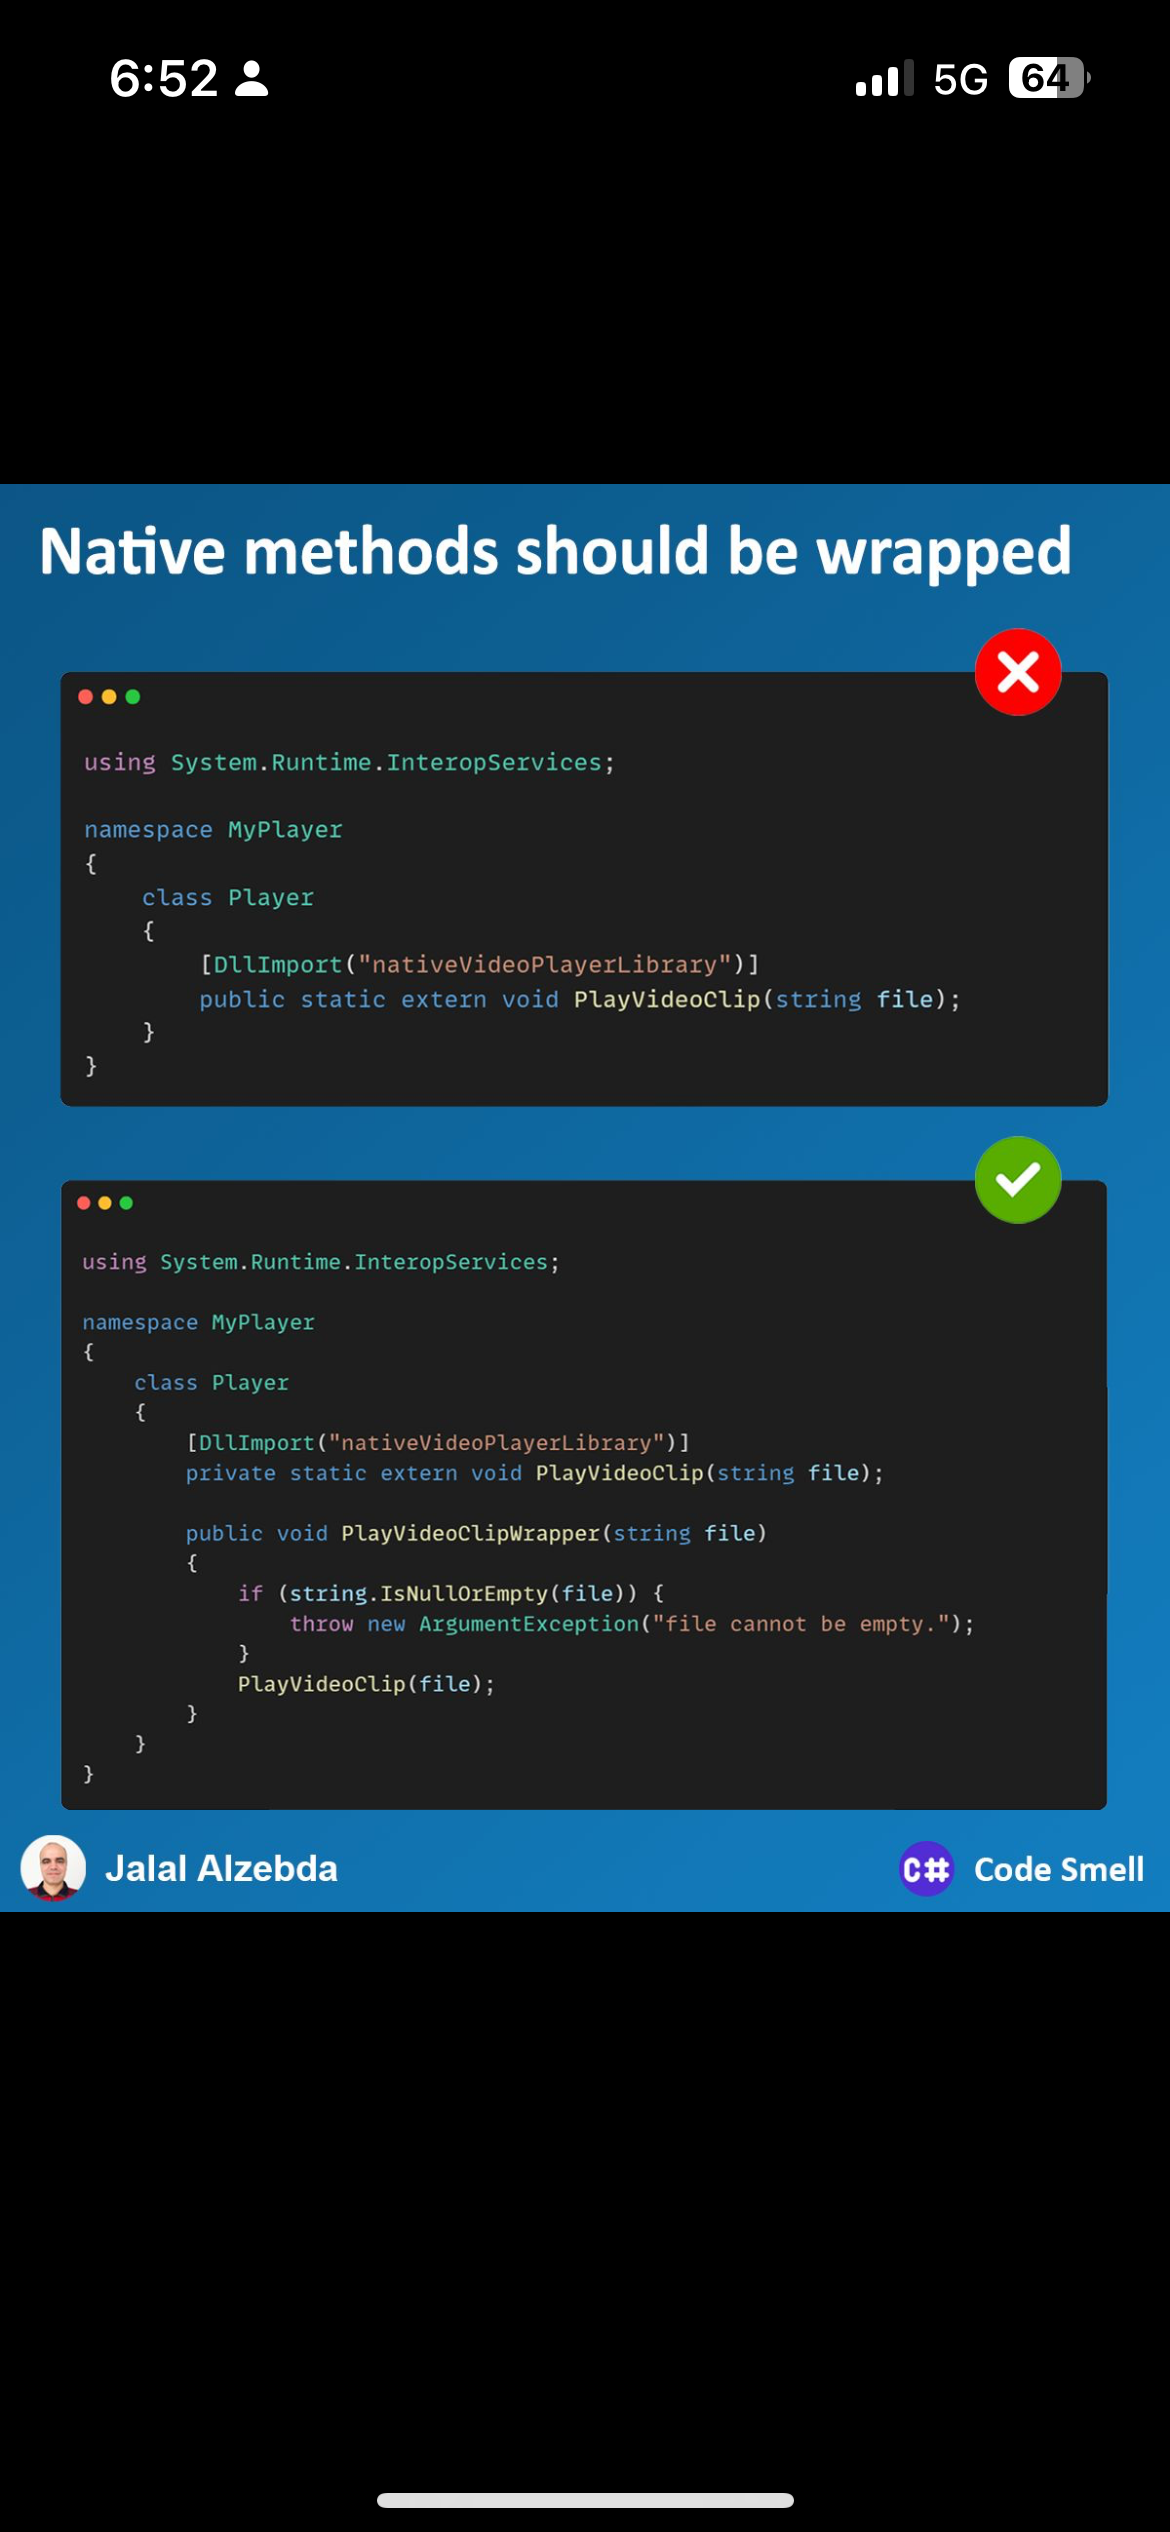 6:52
5G 64
Native methods should be wrapped
using System.Runtime.InteropServices;
namespace MyPlayer
{
    class Player
    {
        [DllImport("nativeVideoPlayerLibrary")]
        public static extern void PlayVideoClip(string file);
    }
}
using System.Runtime.InteropServices;
namespace MyPlayer
{
    class Player
    {
        [DllImport("nativeVideoPlayerLibrary")]
        private static extern void PlayVideoClip(string file);
        public void PlayVideoClipWrapper(string file)
        {
            if (string.IsNullOrEmpty(file)) {
                throw new ArgumentException("file cannot be empty.");
            }
            PlayVideoClip(file);
        }
    }
}
Jalal Alzebda
C# Code Smell